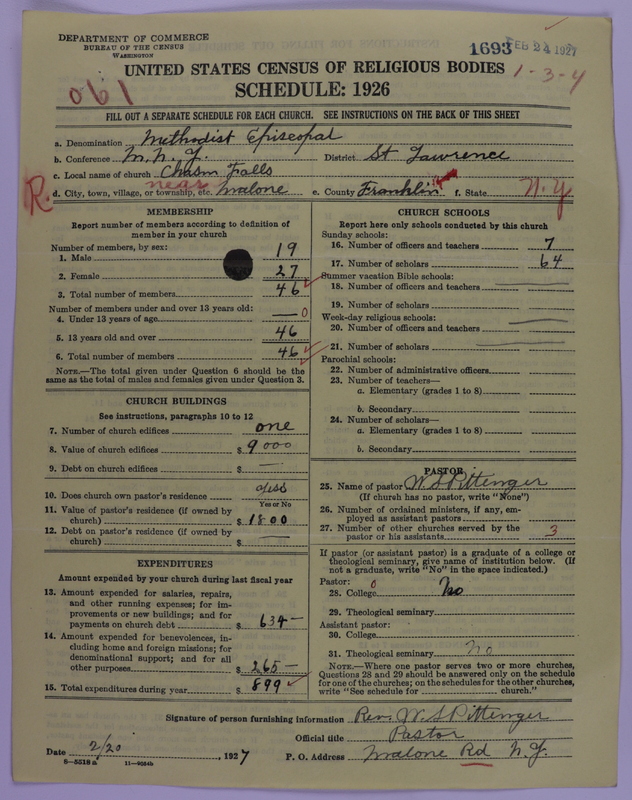 DEPARTMENT OF COMMERCE
BUREAU OF THE CENSUS
WASHINGTON
1693 FEB 24 1927
UNITED STATES CENSUS OF RELIGIOUS BODIES
1-3-4
SCHEDULE: 1926
061
FILL OUT A SEPARATE SCHEDULE FOR EACH CHURCH. SEE INSTRUCTIONS ON THE BACK OF THIS SHEET
a. Denomination Methodist Episcopal
b. Conference M.N.Y. District St Lawrence
c. Local name of church Chasm Falls
R. d. City, town, village, or township, etc. near Malone e. County Franklin f. State N.Y
MEMBERSHIP
Report number of members according to definition of
member in your church
Number of members, by sex:
1. Male 19
2. Female 27
3. Total number of members 46
Number of members under and over 13 years old:
4. Under 13 years of age 0
5. 13 years old and over 46
6. Total number of members 46
NOTE.—The total given under Question 6 should be the
same as the total of males and females given under Question 3.
CHURCH BUILDINGS
See instructions, paragraphs 10 to 12
7. Number of church edifices one
8. Value of church edifices $ 9000
9. Debt on church edifices $ —
10. Does church own pastor's residence yes
Yes or No
11. Value of pastor's residence (if owned by
church) $ 1800
12. Debt on pastor's residence (if owned by
church) $ —
EXPENDITURES
Amount expended by your church during last fiscal year
13. Amount expended for salaries, repairs,
and other running expenses; for im-
provements or new buildings; and for
payments on church debt $ 634—
14. Amount expended for benevolences, in-
cluding home and foreign missions; for
denominational support; and for all
other purposes $ 265—
15. Total expenditures during year $ 899
CHURCH SCHOOLS
Report here only schools conducted by this church
Sunday schools:
16. Number of officers and teachers 7
17. Number of scholars 64
Summer vacation Bible schools:
18. Number of officers and teachers —
19. Number of scholars
Week-day religious schools:
20. Number of officers and teachers —
21. Number of scholars —
Parochial schools:
22. Number of administrative officers
23. Number of teachers—
a. Elementary (grades 1 to 8)
b. Secondary
24. Number of scholars—
a. Elementary (grades 1 to 8)
b. Secondary
PASTOR
25. Name of pastor W S Pittenger
(If church has no pastor, write "None")
26. Number of ordained ministers, if any, em-
ployed as assistant pastors
27. Number of other churches served by the
pastor or his assistants 3
If pastor (or assistant pastor) is a graduate of a college or
theological seminary, give name of institution below. (If
not a graduate, write "No" in the space indicated.)
Pastor: 0
28. College No
29. Theological seminary
Assistant pastor:
30. College
31. Theological seminary No
NOTE.—Where one pastor serves two or more churches,
Questions 28 and 29 should be answered only on the schedule
for one of the churches; on the schedules for the other churches,
write "See schedule for church."
Signature of person furnishing information Rev. W. S Pittenger
Official title Pastor
Date 2/20, 1927 P. O. Address Malone Rd N.Y.
8—5518 a 11—9054b